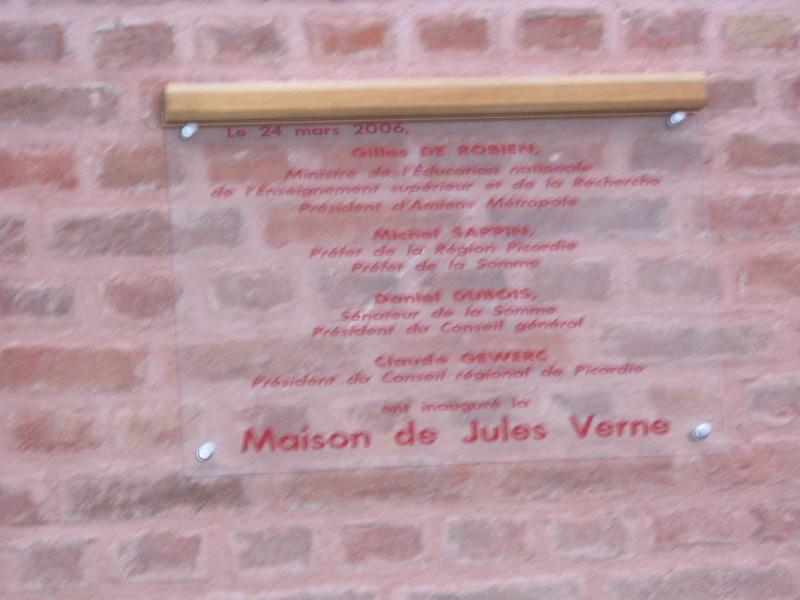 Le 24 mars 2006,
Gilles DE ROBIEN,
Ministre de l'Éducation nationale
de l'Enseignement supérieur et de la Recherche
Président d'Amiens Métropole
Michel SAPPIN,
Préfet de la Région Picardie
Préfet de la Somme
Daniel DUBOIS,
Sénateur de la Somme
Président du Conseil général
Claude GEWERC
Président du Conseil régional de Picardie
ont inauguré la
Maison de Jules Verne